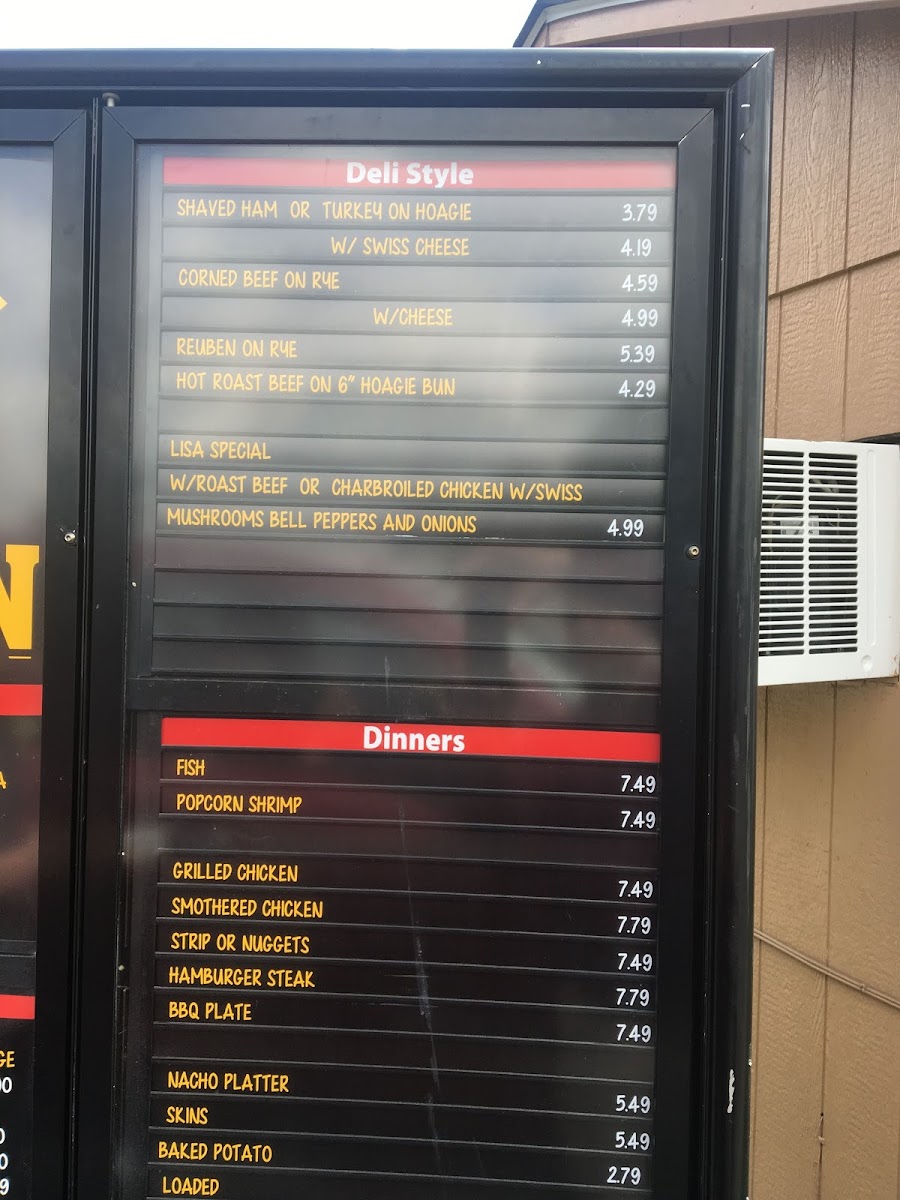 Deli Style
SHAVED HAM OR TURKEY ON HOAGIE 3.79
W/ SWISS CHEESE 4.19
CORNED BEEF ON RYE 4.59
W/CHEESE 4.99
REUBEN ON RYE 5.39
HOT ROAST BEEF ON 6" HOAGIE BUN 4.29
LISA SPECIAL
W/ROAST BEEF OR CHARBROILED CHICKEN W/SWISS
MUSHROOMS BELL PEPPERS AND ONIONS 4.99
Dinners
FISH 7.49
POPCORN SHRIMP 7.49
GRILLED CHICKEN 7.49
SMOTHERED CHICKEN 7.79
STRIP OR NUGGETS 7.49
HAMBURGER STEAK 7.79
BBQ PLATE 7.49
NACHO PLATTER 5.49
SKINS 5.49
BAKED POTATO 2.79
LOADED